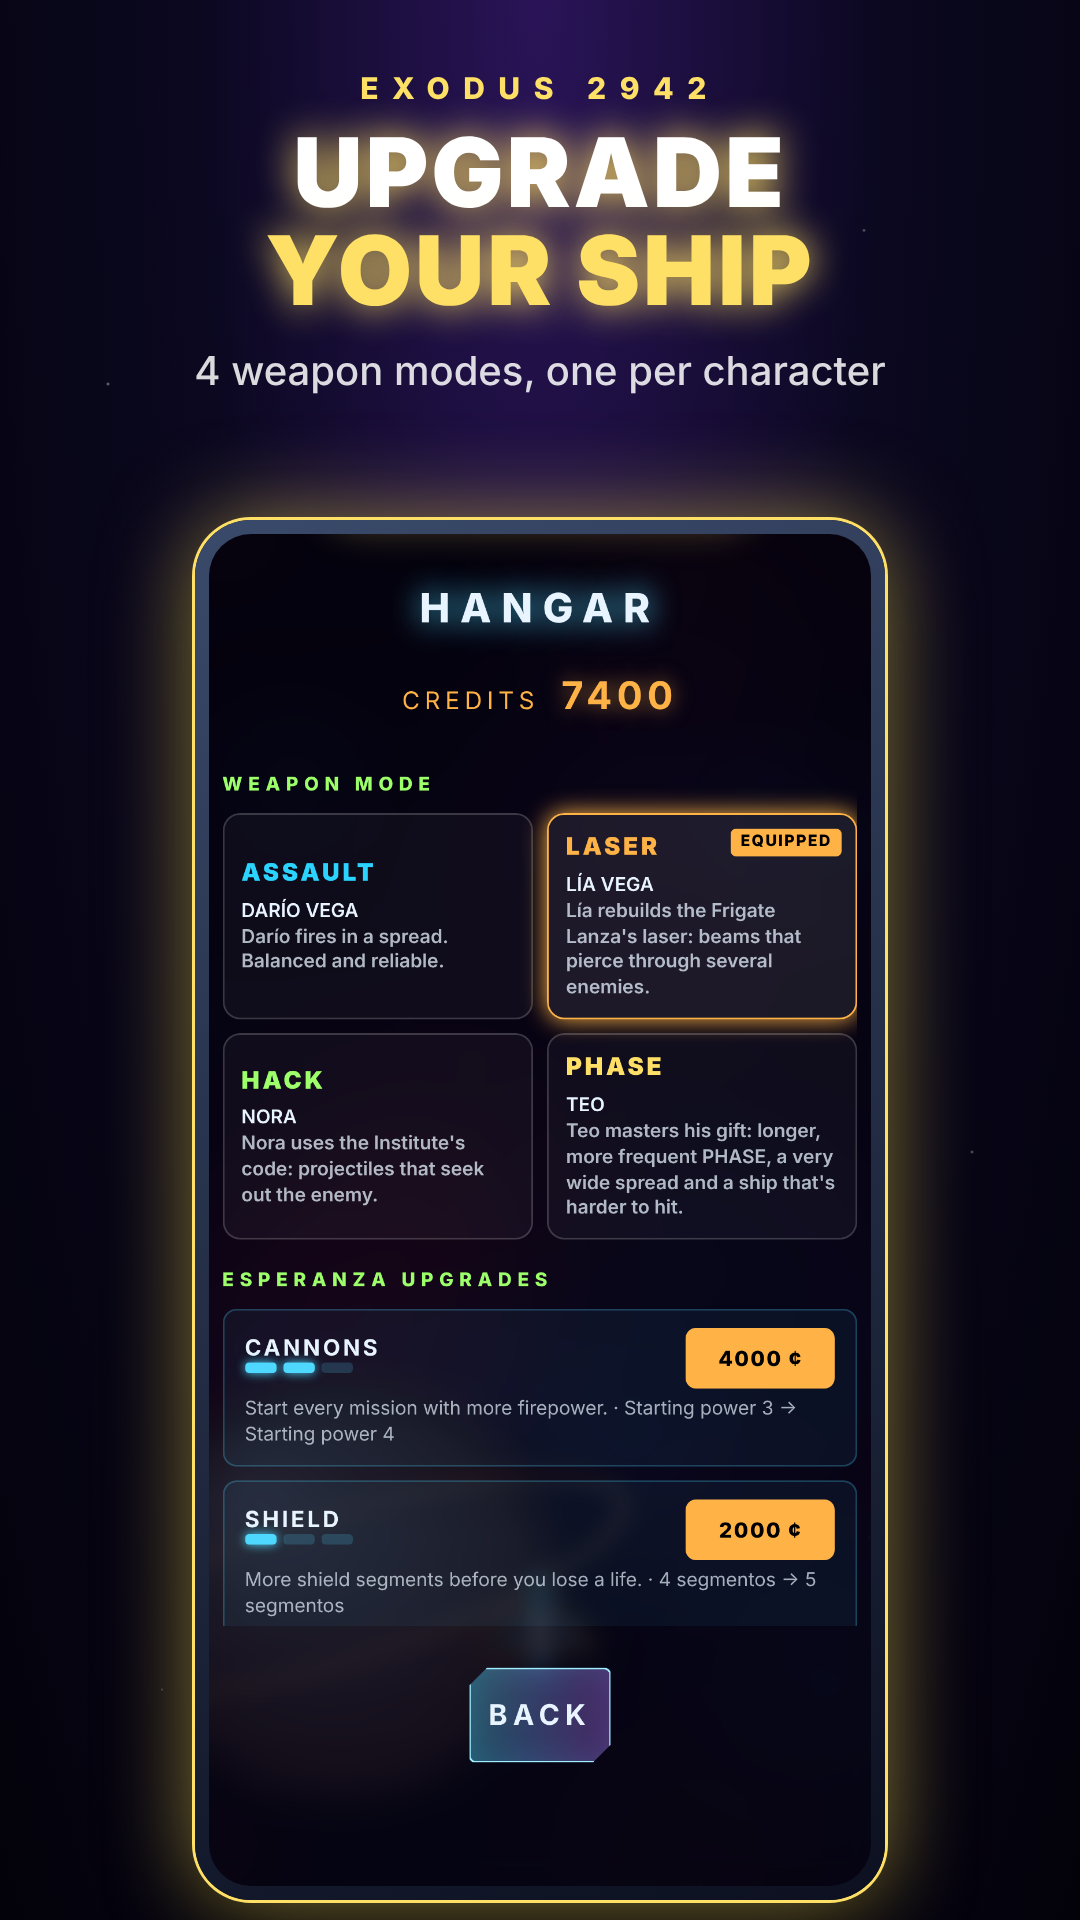 EXODUS 2942
UPGRADE
YOUR SHIP
4 weapon modes, one per character
HANGAR
CREDITS 7400
WEAPON MODE
ASSAULT
DARÍO VEGA
Darío fires in a spread.
Balanced and reliable.
LASER
EQUIPPED
LÍA VEGA
Lía rebuilds the Frigate
Lanza's laser: beams that
pierce through several
enemies.
HACK
NORA
Nora uses the Institute's
code: projectiles that seek
out the enemy.
PHASE
TEO
Teo masters his gift: longer,
more frequent PHASE, a very
wide spread and a ship that's
harder to hit.
ESPERANZA UPGRADES
CANNONS
4000 ¢
Start every mission with more firepower. · Starting power 3 →
Starting power 4
SHIELD
2000 ¢
More shield segments before you lose a life. · 4 segmentos → 5
segmentos
BACK